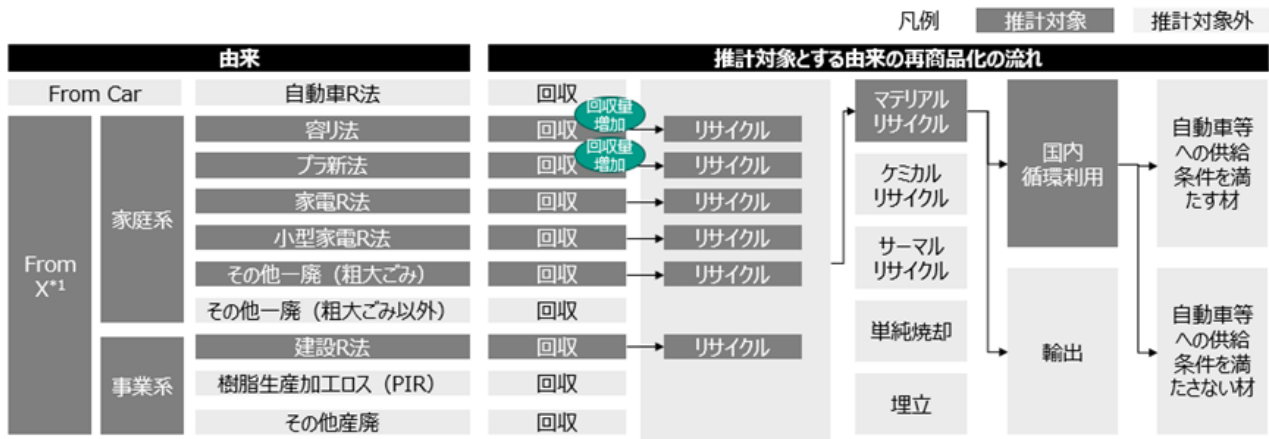 凡例
推計対象
推計対象外
由来
推計対象とする由来の再商品化の流れ
From Car
自動車R法
回収
From
X*1
家庭系
容リ法
回収
回収量
増加
リサイクル
プラ新法
回収
回収量
増加
リサイクル
家電R法
回収
リサイクル
小型家電R法
回収
リサイクル
その他一廃（粗大ごみ）
回収
リサイクル
その他一廃（粗大ごみ以外）
回収
事業系
建設R法
回収
リサイクル
樹脂生産加工ロス（PIR）
回収
その他産廃
回収
マテリアル
リサイクル
ケミカル
リサイクル
サーマル
リサイクル
単純焼却
埋立
国内
循環利用
輸出
自動車等
への供給
条件を満
たす材
自動車等
への供給
条件を満
たさない材